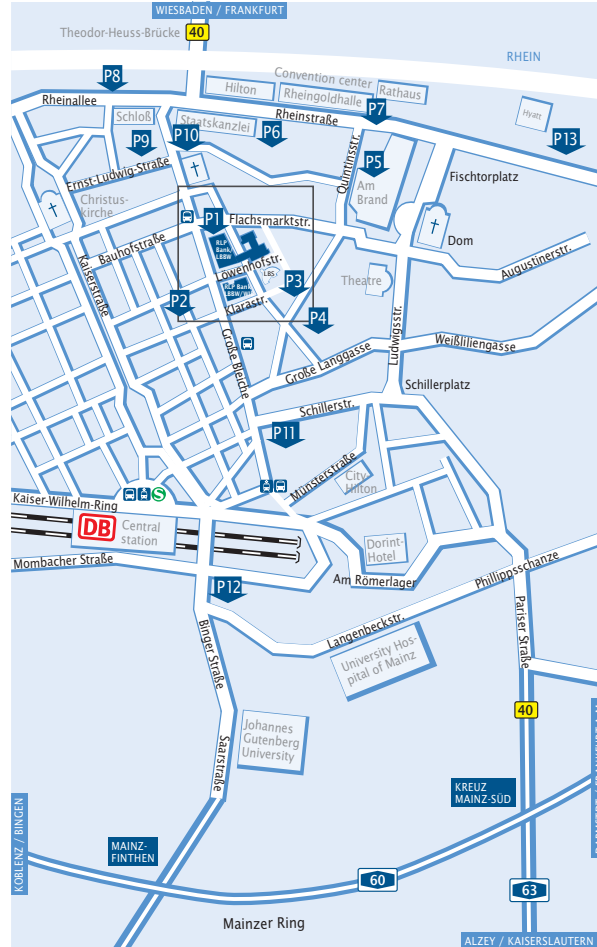 WIESBADEN / FRANKFURT
Theodor-Heuss-Brücke
40
RHEIN
P8
Convention center
Hilton
Rheingoldhalle
Rathaus
Rheinallee
Schloß
Staatskanzlei
Rheinstraße
P7
Hyatt
P9
P10
P6
P13
Ernst-Ludwig-Straße
Quintinsstr.
P5
Am
Brand
Fischtorplatz
Christus-
kirche
P1
Flachsmarktstr.
Dom
Bauhofstraße
RLP
Bank/
LBBW
Augustinerstr.
Kaiserstraße
Löwenhofstr.
LBS
Theatre
P2
RLP Bank/
P3
Klarastr.
P4
Große Bleiche
Große Langgasse
Ludwigsstr.
Weißliliengasse
Schillerplatz
Schillerstr.
P11
Münsterstraße
City
Hilton
S
Kaiser-Wilhelm-Ring
DB
Central
station
Dorint-
Hotel
Mombacher Straße
Am Römerlager
Phillippsschanze
P12
Langenbeckstr.
Pariser Straße
Binger Straße
University Hos-
pital of Mainz
40
Johannes
Gutenberg
University
Saarstraße
KREUZ
MAINZ-SÜD
KOBLENZ / BINGEN
MAINZ-
FINTHEN
60
63
Mainzer Ring
ALZEY / KAISERSLAUTERN